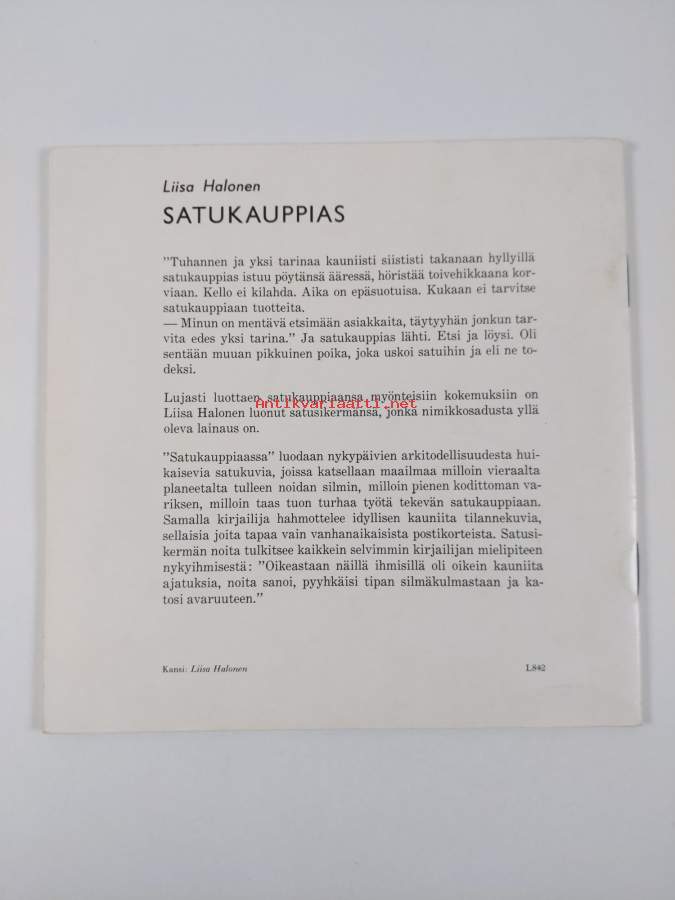 Liisa Halonen
SATUKAUPPIAS
"Tuhannen ja yksi tarinaa kauniisti siististi takanaan hyllyillä
satukauppias istuu pöytänsä ääressä, höristää toivehikkaana kor-
viaan. Kello ei kilahda. Aika on epäsuotuisa. Kukaan ei tarvitse
satukauppiaan tuotteita.
— Minun on mentävä etsimään asiakkaita, täytyyhän jonkun tar-
vita edes yksi tarina." Ja satukauppias lähti. Etsi ja löysi. Oli
sentään muuan pikkuinen poika, joka uskoi satuihin ja eli ne to-
deksi.
Lujasti luottaen satukauppiaansa myönteisiin kokemuksiin on
Antikvariaatti.net
Liisa Halonen luonut satusikermänsä, jonka nimikkosadusta yllä
oleva lainaus on.
"Satukauppiaassa" luodaan nykypäivien arkitodellisuudesta hui-
kaisevia satukuvia, joissa katsellaan maailmaa milloin vieraalta
planeetalta tulleen noidan silmin, milloin pienen kodittoman va-
riksen, milloin taas tuon turhaa työtä tekevän satukauppiaan.
Samalla kirjailija hahmottelee idyllisen kauniita tilannekuvia,
sellaisia joita tapaa vain vanhanaikaisista postikorteista. Satusi-
kermän noita tulkitsee kaikkein selvimmin kirjailijan mielipiteen
nykyihmisestä: "Oikeastaan näillä ihmisillä oli oikein kauniita
ajatuksia, noita sanoi, pyyhkäisi tipan silmäkulmastaan ja ka-
tosi avaruuteen."
Kansi: Liisa Halonen
L842